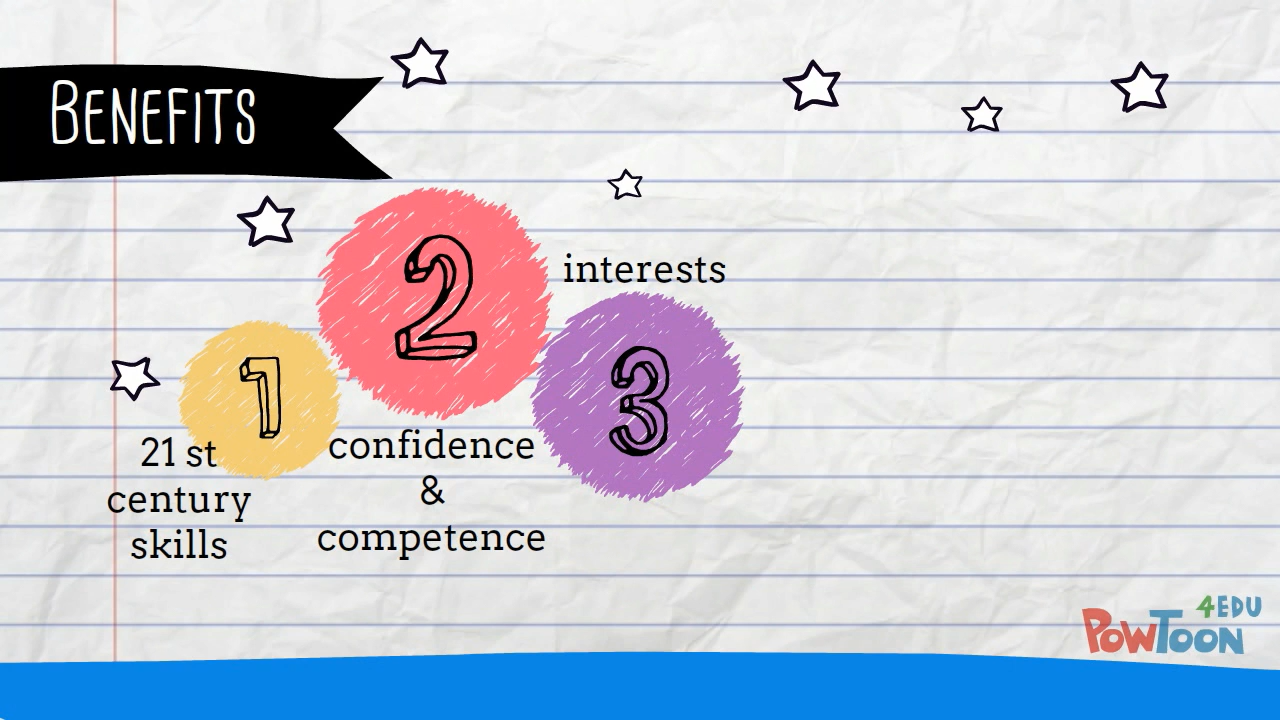 BENEFITS
1
21 st
century
skills
2
confidence
&
competence
interests
3
4EDU
POWTOON